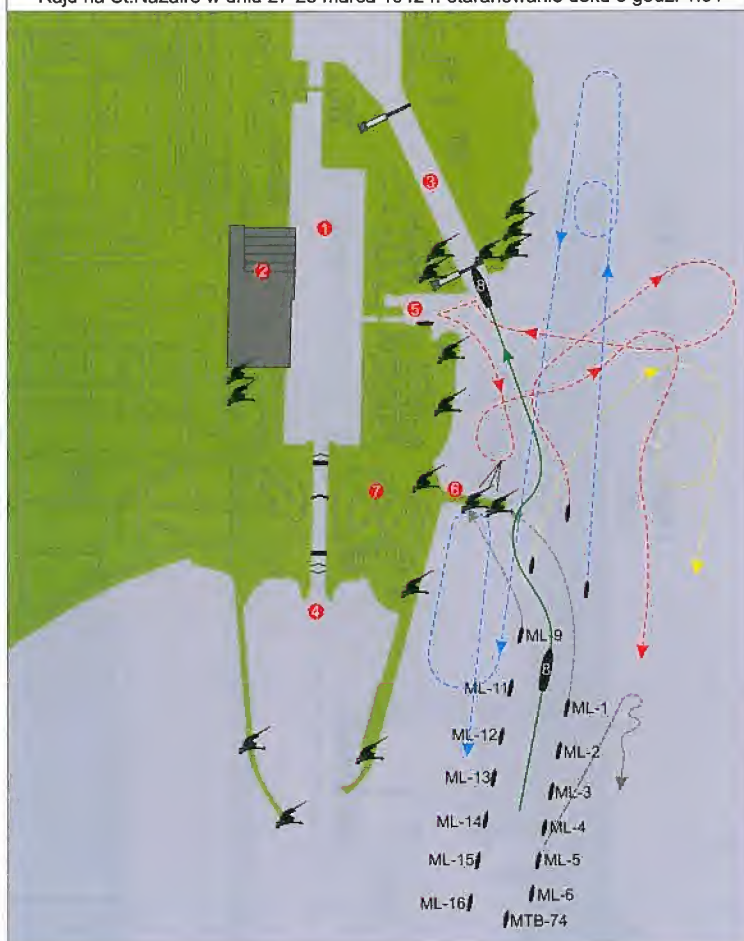 Rajd na St.Nazaire w dniu 27-28 marca 1942 r. staranowanie doku o godz. 1.34
3
1
8
2
5
6
7
ML-9
4
8
ML-11
ML-1
ML-12
ML-2
ML-13
ML-3
ML-14
ML-4
ML-15
ML-5
ML-16
ML-6
MTB-74